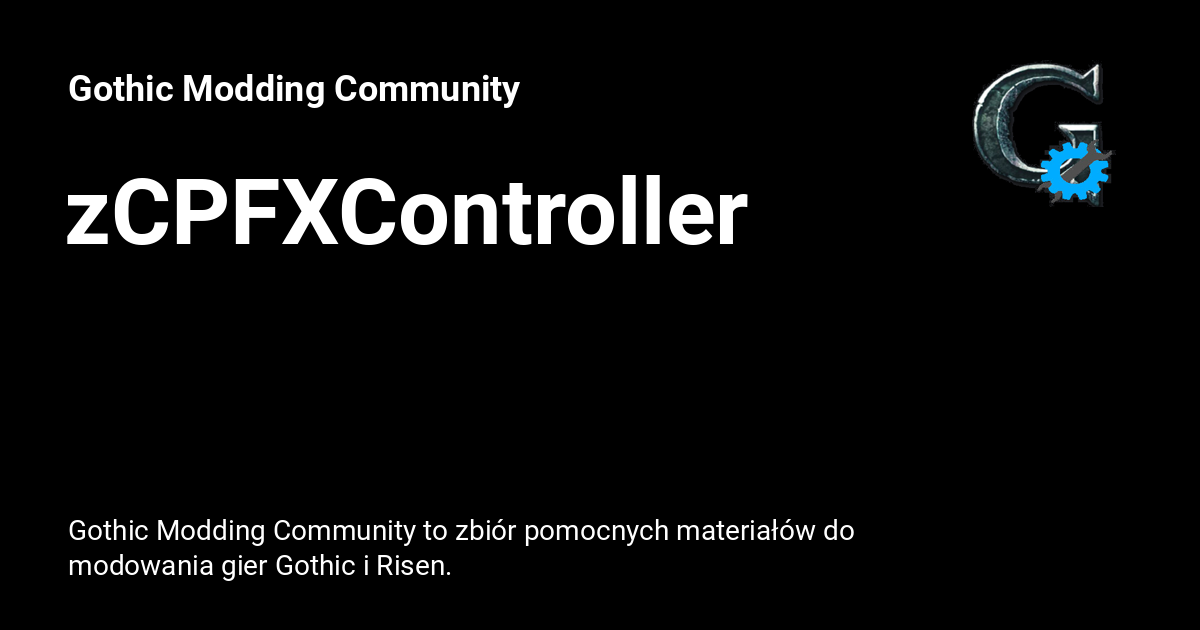 Gothic Modding Community
zCPFXController
Gothic Modding Community to zbiór pomocnych materiałów do
modowania gier Gothic i Risen.